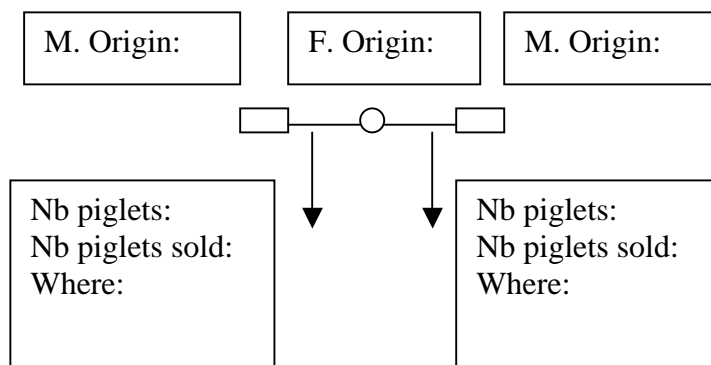 M. Origin:
F. Origin:
M. Origin:
Nb piglets:
Nb piglets sold:
Where:
Nb piglets:
Nb piglets sold:
Where: